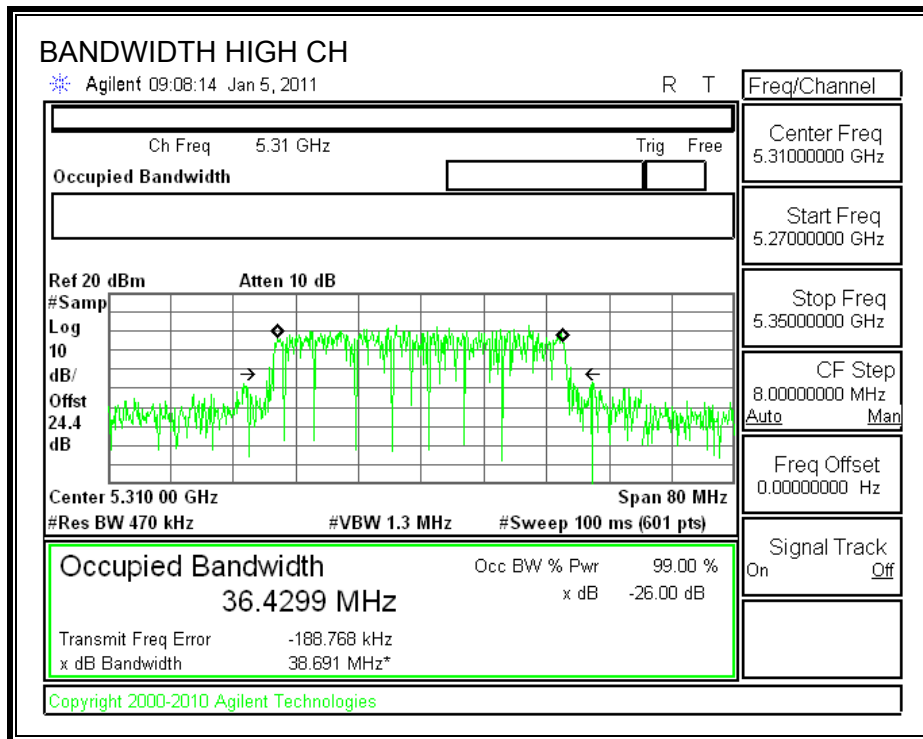 BANDWIDTH HIGH CH
Agilent 09:08:14 Jan 5, 2011 R T
Ch Freq 5.31 GHz Trig Free
Occupied Bandwidth
Ref 20 dBm Atten 10 dB
#Samp
Log
10
dB/
Offst
24.4
dB
Center 5.310 00 GHz Span 80 MHz
#Res BW 470 kHz #VBW 1.3 MHz #Sweep 100 ms (601 pts)
Occupied Bandwidth Occ BW % Pwr 99.00 %
36.4299 MHz x dB -26.00 dB
Transmit Freq Error -188.768 kHz
x dB Bandwidth 38.691 MHz*
Copyright 2000-2010 Agilent Technologies
Freq/Channel
Center Freq
5.31000000 GHz
Start Freq
5.27000000 GHz
Stop Freq
5.35000000 GHz
CF Step
8.00000000 MHz
Auto Man
Freq Offset
0.00000000 Hz
Signal Track
On Off